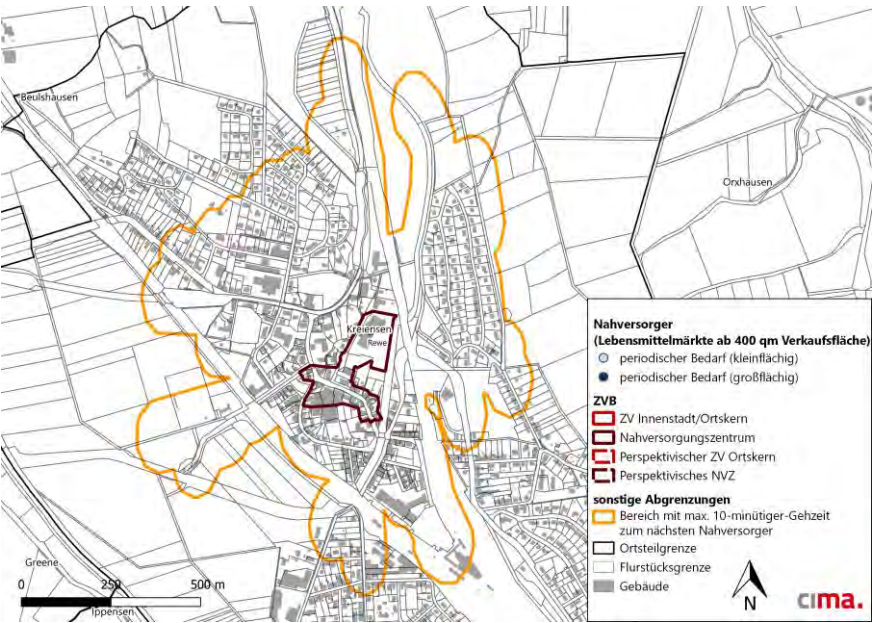 Beulshausen
Orxhausen
Kreiensen
Rewe
Greene
Ippensen
0 250 500 m
Nahversorger
(Lebensmittelmärkte ab 400 qm Verkaufsfläche)
periodischer Bedarf (kleinflächig)
periodischer Bedarf (großflächig)
ZVB
ZV Innenstadt/Ortskern
Nahversorgungszentrum
Perspektivischer ZV Ortskern
Perspektivisches NVZ
sonstige Abgrenzungen
Bereich mit max. 10-minütiger-Gehzeit
zum nächsten Nahversorger
Ortsteilgrenze
Flurstücksgrenze
Gebäude
N
cima.